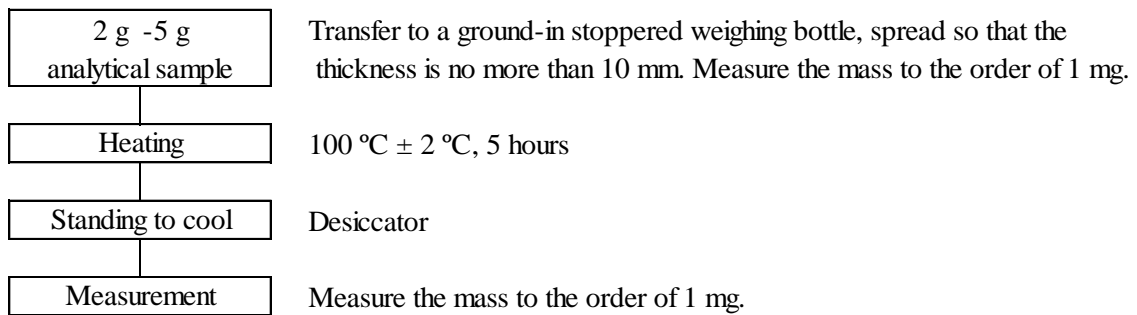 2 g -5 g
analytical sample
Transfer to a ground-in stoppered weighing bottle, spread so that the
thickness is no more than 10 mm. Measure the mass to the order of 1 mg.
Heating
100 ºC ± 2 ºC, 5 hours
Standing to cool
Desiccator
Measurement
Measure the mass to the order of 1 mg.